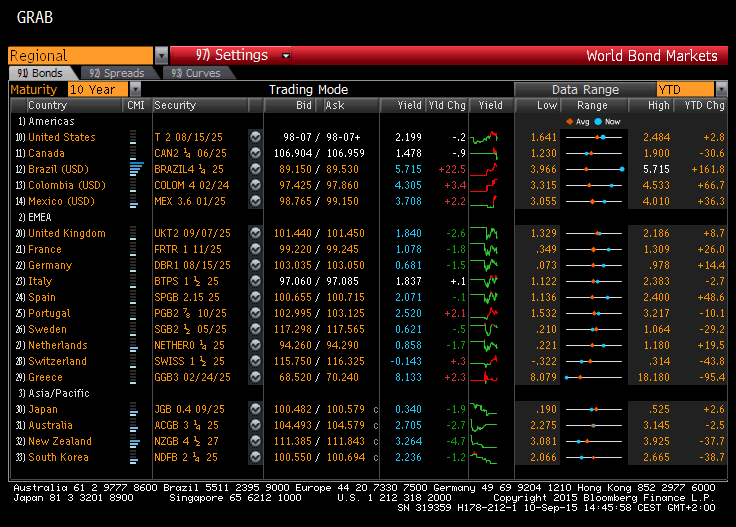 GRAB
Regional 97) Settings World Bond Markets
91) Bonds 92) Spreads 93) Curves
Maturity 10 Year Trading Mode Data Range YTD
Country CMI Security Bid Ask Yield Yld Chg Yield Low Range High YTD Chg
1) Americas Avg Now
10) United States T 2 08/15/25 98-07 / 98-07+ 2.199 -.2 1.641 2.484 +2.8
11) Canada CAN2 ¼ 06/25 106.904 / 106.959 1.478 -.9 1.230 1.900 -30.6
12) Brazil (USD) BRAZIL4 ¼ 25 89.150 / 89.530 5.715 +22.5 3.966 5.715 +161.8
13) Colombia (USD) COLOM 4 02/24 97.425 / 97.860 4.305 +3.4 3.315 4.533 +66.7
14) Mexico (USD) MEX 3.6 01/25 98.765 / 99.150 3.708 +2.2 3.055 4.010 +36.3
2) EMEA
20) United Kingdom UKT2 09/07/25 101.440 / 101.450 1.840 -2.6 1.329 2.186 +8.7
21) France FRTR 1 11/25 99.220 / 99.245 1.078 -1.8 .349 1.309 +26.0
22) Germany DBR1 08/15/25 103.035 / 103.050 0.681 -1.5 .073 .978 +14.4
23) Italy BTPS 1 ½ 25 97.060 / 97.085 1.837 +.1 1.122 2.383 -2.7
24) Spain SPGB 2.15 25 100.655 / 100.715 2.071 -.1 1.136 2.400 +48.6
25) Portugal PGB2 ⅞ 10/25 102.995 / 103.125 2.520 +2.1 1.532 3.217 -10.1
26) Sweden SGB2 ½ 05/25 117.298 / 117.565 0.621 -.5 .210 1.064 -29.2
27) Netherlands NETHER0 ¼ 25 94.260 / 94.290 0.858 -1.7 .221 1.180 +19.5
28) Switzerland SWISS 1 ½ 25 115.750 / 116.325 -0.143 +.3 -.322 .314 -43.8
29) Greece GGB3 02/24/25 68.520 / 70.240 8.133 +2.3 8.079 18.180 -95.4
3) Asia/Pacific
30) Japan JGB 0.4 09/25 100.482 / 100.579 c 0.340 -1.9 .190 .525 +2.6
31) Australia ACGB 3 ¼ 25 104.493 / 104.579 c 2.705 -2.7 2.275 3.145 -2.5
32) New Zealand NZGB 4 ½ 27 111.385 / 111.843 c 3.264 -4.7 3.081 3.925 -37.7
33) South Korea NDFB 2 ¼ 25 100.550 / 100.694 c 2.236 -1.2 2.066 2.665 -38.7
Australia 61 2 9777 8600 Brazil 5511 2395 9000 Europe 44 20 7330 7500 Germany 49 69 9204 1210 Hong Kong 852 2977 6000
Japan 81 3 3201 8900 Singapore 65 6212 1000 U.S. 1 212 318 2000 Copyright 2015 Bloomberg Finance L.P.
SN 319359 H178-212-1 10-Sep-15 14:45:58 CEST GMT+2:00